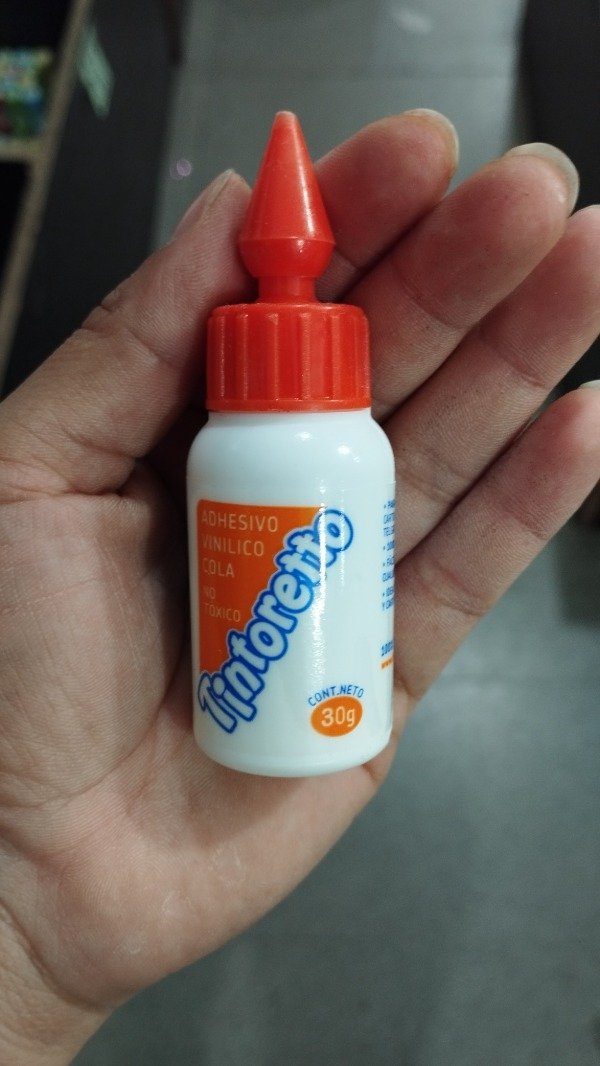 ADHESIVO
VINILICO
COLA
NO
TOXICO
Tintoretto
CONT.NETO
30g